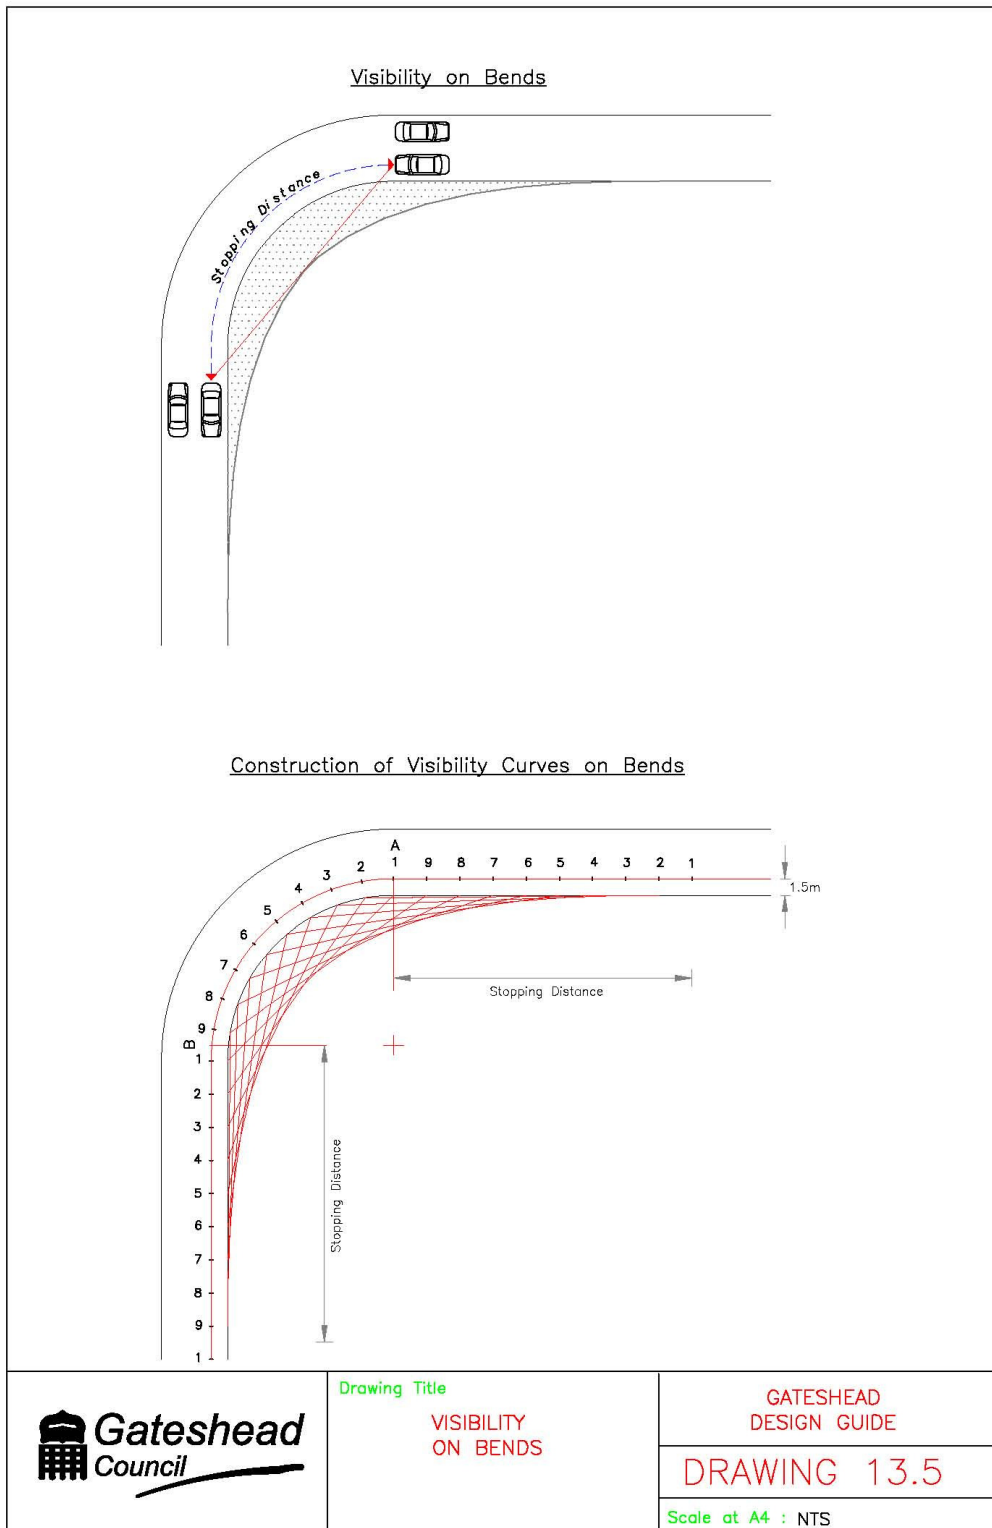 Visibility on Bends
Stopping Distance
Construction of Visibility Curves on Bends
A
1 9 8 7 6 5 4 3 2 1
2
3
4
5
6
7
8
9
B
1
2
3
4
5
6
7
8
9
1
1.5m
Stopping Distance
Stopping Distance
Gateshead
Council
Drawing Title
VISIBILITY
ON BENDS
GATESHEAD
DESIGN GUIDE
DRAWING 13.5
Scale at A4 : NTS